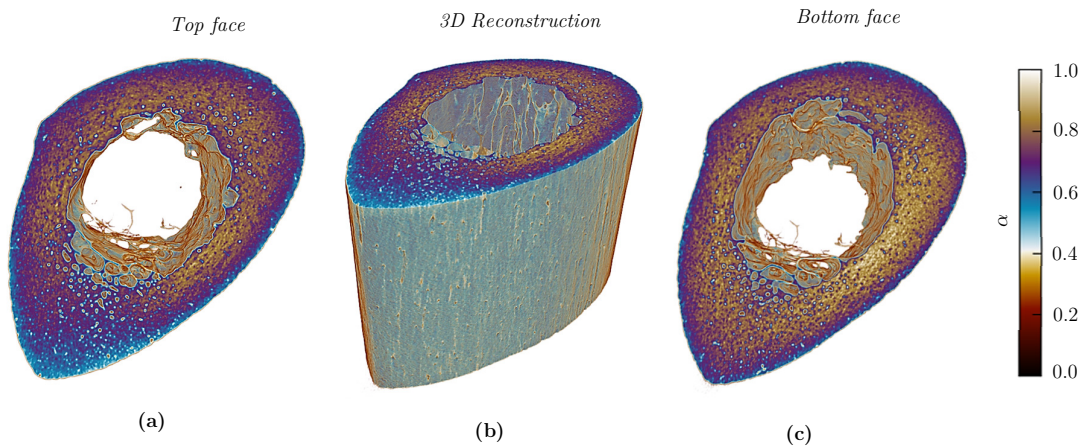 Top face
3D Reconstruction
Bottom face
1.0
0.8
0.6
0.4
0.2
0.0
α
(a)
(b)
(c)